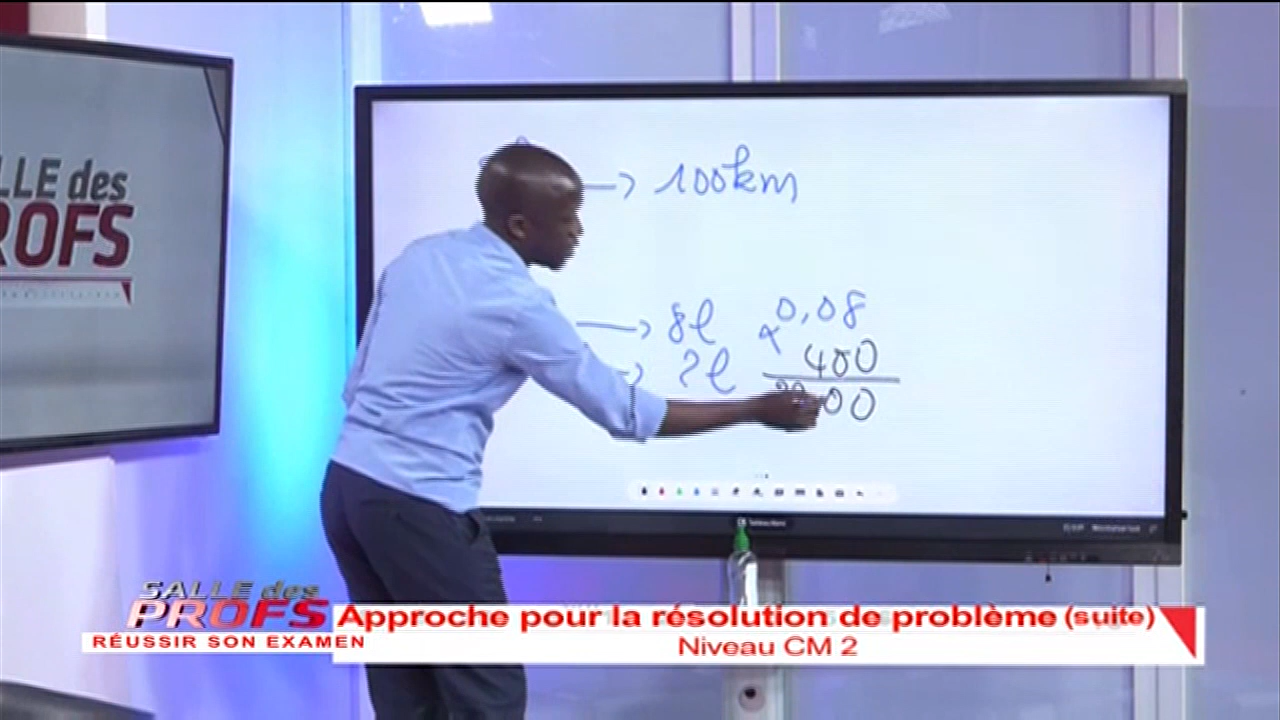 LLE des
ROFS
→ 100km
→ 8l
→ ?l
0,08
x 400
00
SALLE des
PROFS
RÉUSSIR SON EXAMEN
Approche pour la résolution de problème (suite)
Niveau CM 2